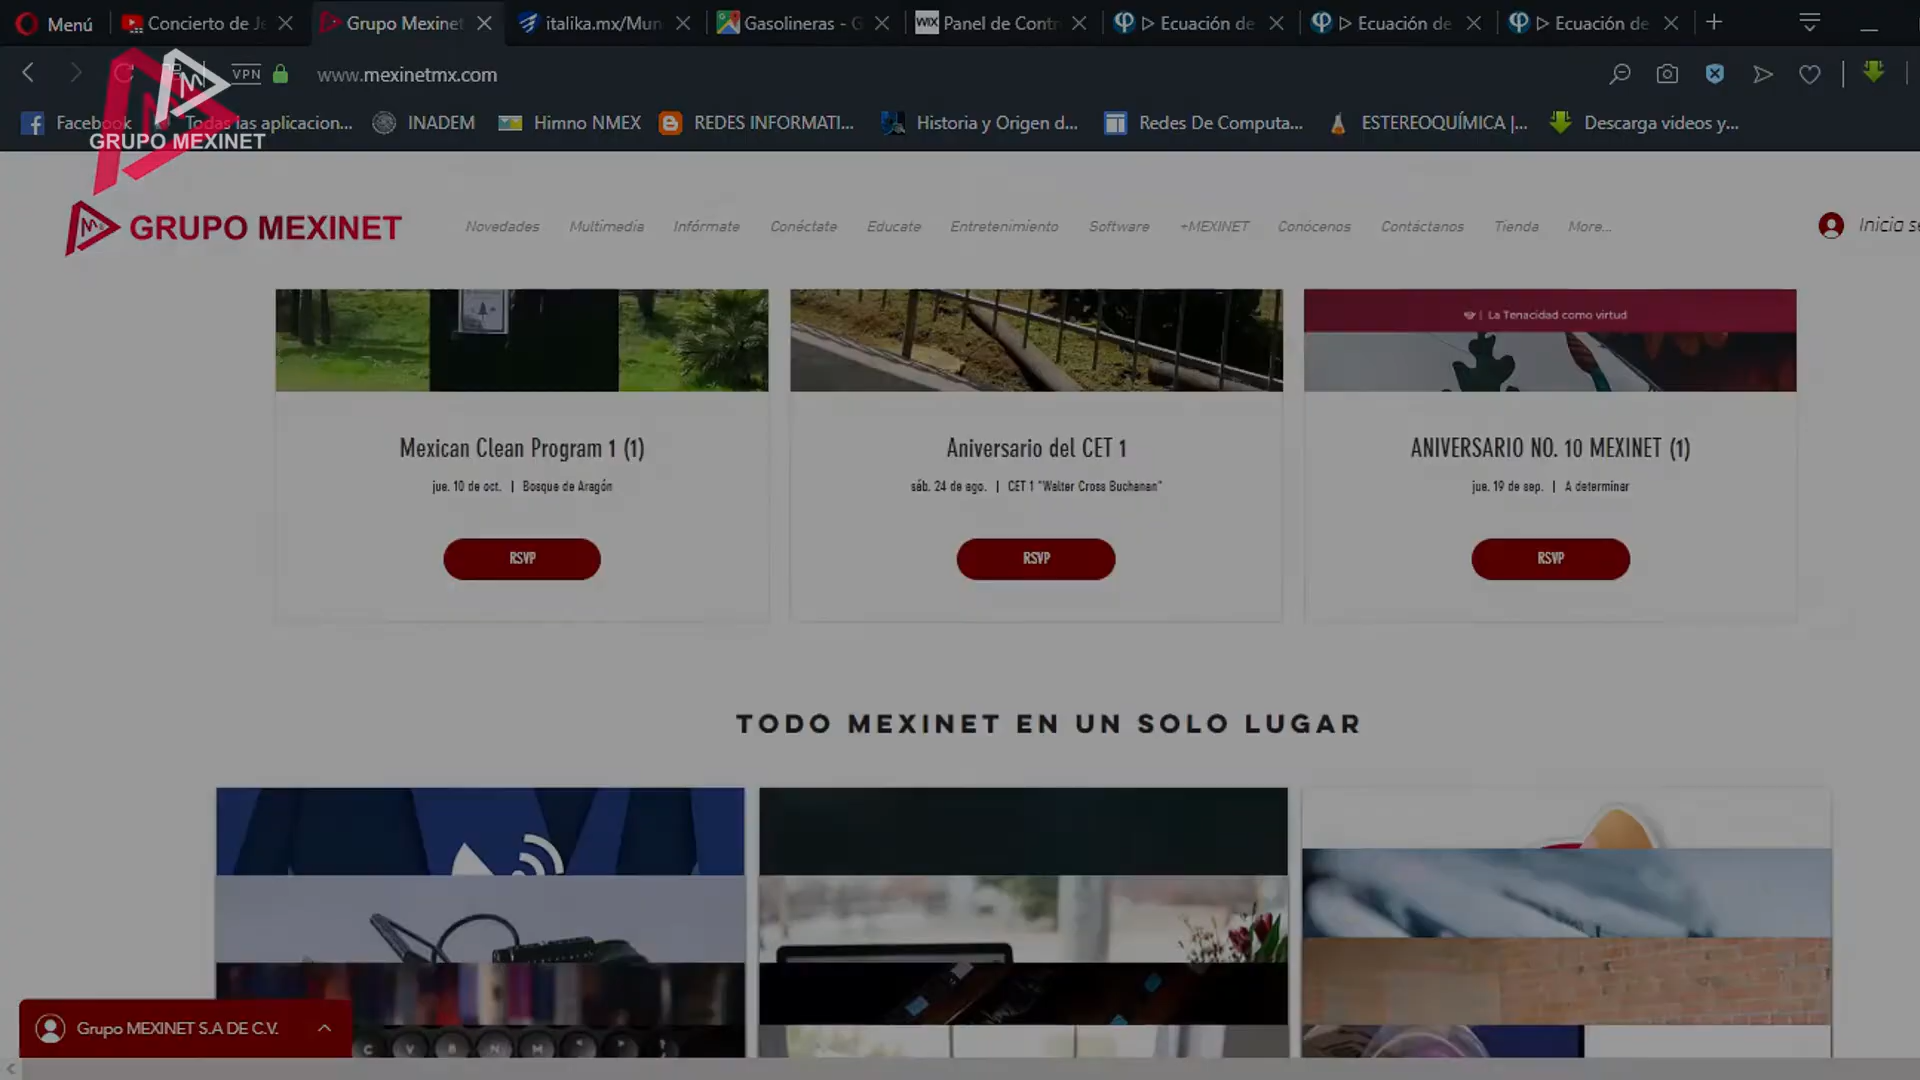 Menú
Concierto de Je
Grupo Mexinet
italika.mx/Mun
Gasolineras - G
WiX
Panel de Contr
Ecuación de
Ecuación de
Ecuación de
VPN
www.mexinetmx.com
Facebook
Todas las aplicacion...
INADEM
Himno NMEX
REDES INFORMATI...
Historia y Origen d...
Redes De Computa...
ESTEREOQUÍMICA |...
Descarga videos y...
M
GRUPO MEXINET
GRUPO MEXINET
Novedades
Multimedia
Infórmate
Conéctate
Educate
Entretenimiento
Software
+MEXINET
Conócenos
Contáctanos
Tienda
More...
Inicia se
| La Tenacidad como virtud
Mexican Clean Program 1 (1)
jue. 10 de oct. | Bosque de Aragón
RSVP
Aniversario del CET 1
sáb. 24 de ago. | CET 1 "Walter Cross Buchanan"
RSVP
ANIVERSARIO NO. 10 MEXINET (1)
jue. 19 de sep. | A determinar
RSVP
TODO MEXINET EN UN SOLO LUGAR
Grupo MEXINET S.A DE C.V.
C V B N M